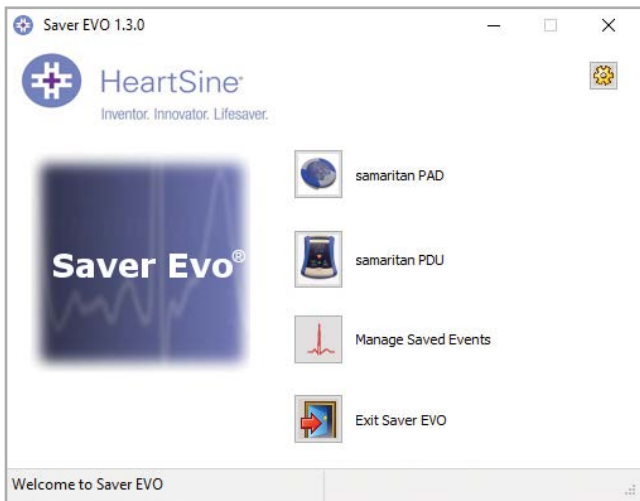 Saver EVO 1.3.0
HeartSine®
Inventor. Innovator. Lifesaver.
Saver Evo®
samaritan PAD
samaritan PDU
Manage Saved Events
Exit Saver EVO
Welcome to Saver EVO